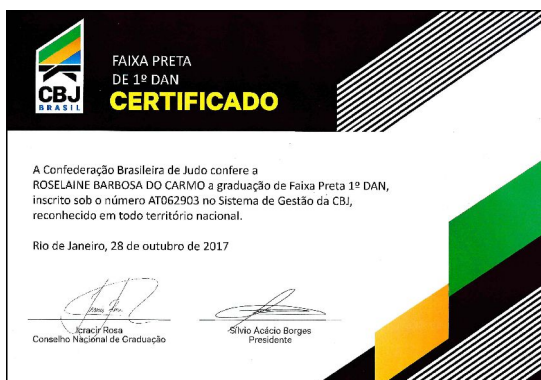 CBJ
BRASIL
FAIXA PRETA
DE 1º DAN
CERTIFICADO
A Confederação Brasileira de Judo confere a
ROSELAINE BARBOSA DO CARMO a graduação de Faixa Preta 1º DAN,
inscrito sob o número AT062903 no Sistema de Gestão da CBJ,
reconhecido em todo território nacional.
Rio de Janeiro, 28 de outubro de 2017
Icracir Rosa
Conselho Nacional de Graduação
Silvio Acácio Borges
Presidente